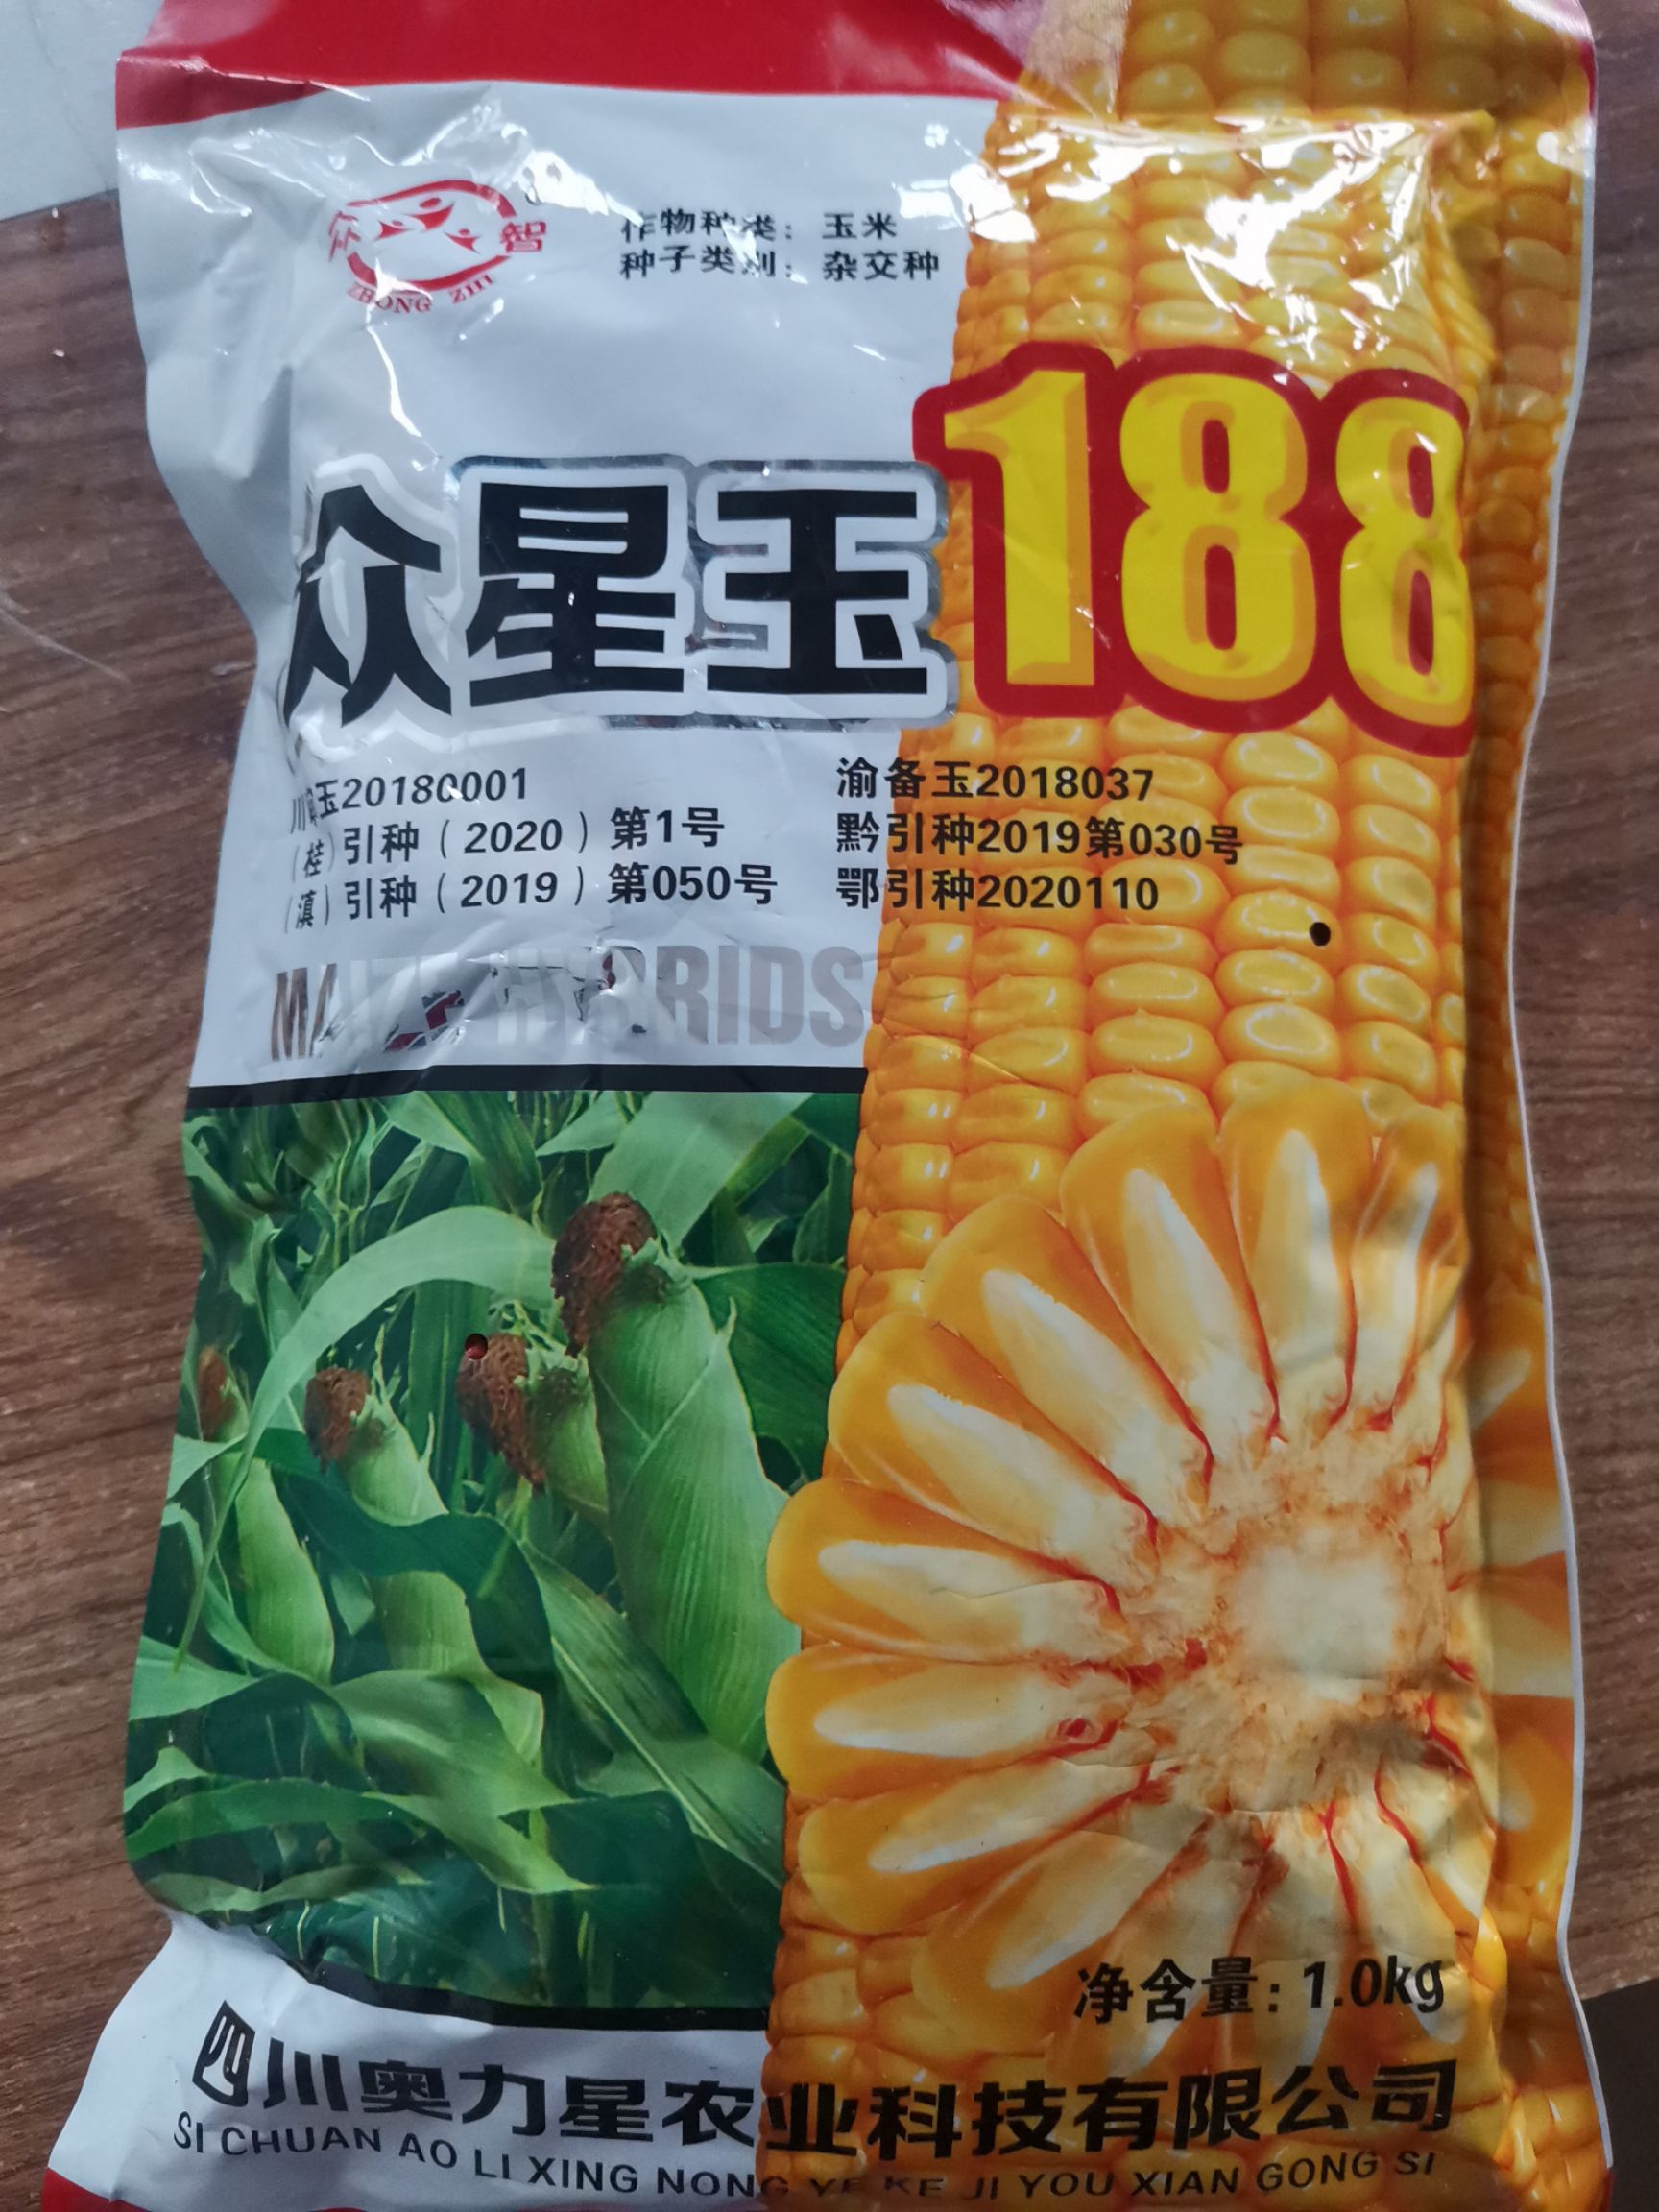 众智
ZHONG ZHI
作物种类：玉米
种子类别：杂交种
众星玉188
川审玉20180001
渝备玉2018037
（桂）引种（2020）第1号
黔引种2019第030号
（滇）引种（2019）第050号
鄂引种2020110
MAIZE HYBRIDS
净含量：1.0kg
四川奥力星农业科技有限公司
SI CHUAN AO LI XING NONG YE KE JI YOU XIAN GONG SI